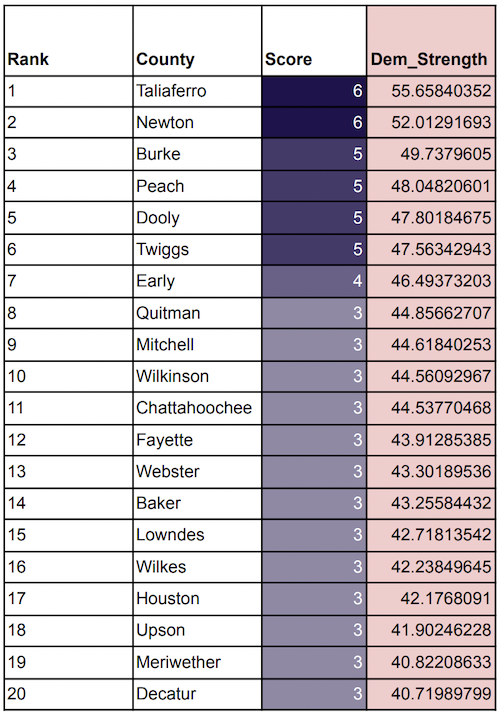 Rank County Score Dem_Strength
1 Taliaferro 6 55.65840352
2 Newton 6 52.01291693
3 Burke 5 49.7379605
4 Peach 5 48.04820601
5 Dooly 5 47.80184675
6 Twiggs 5 47.56342943
7 Early 4 46.49373203
8 Quitman 3 44.85662707
9 Mitchell 3 44.61840253
10 Wilkinson 3 44.56092967
11 Chattahoochee 3 44.53770468
12 Fayette 3 43.91285385
13 Webster 3 43.30189536
14 Baker 3 43.25584432
15 Lowndes 3 42.71813542
16 Wilkes 3 42.23849645
17 Houston 3 42.1768091
18 Upson 3 41.90246228
19 Meriwether 3 40.82208633
20 Decatur 3 40.71989799